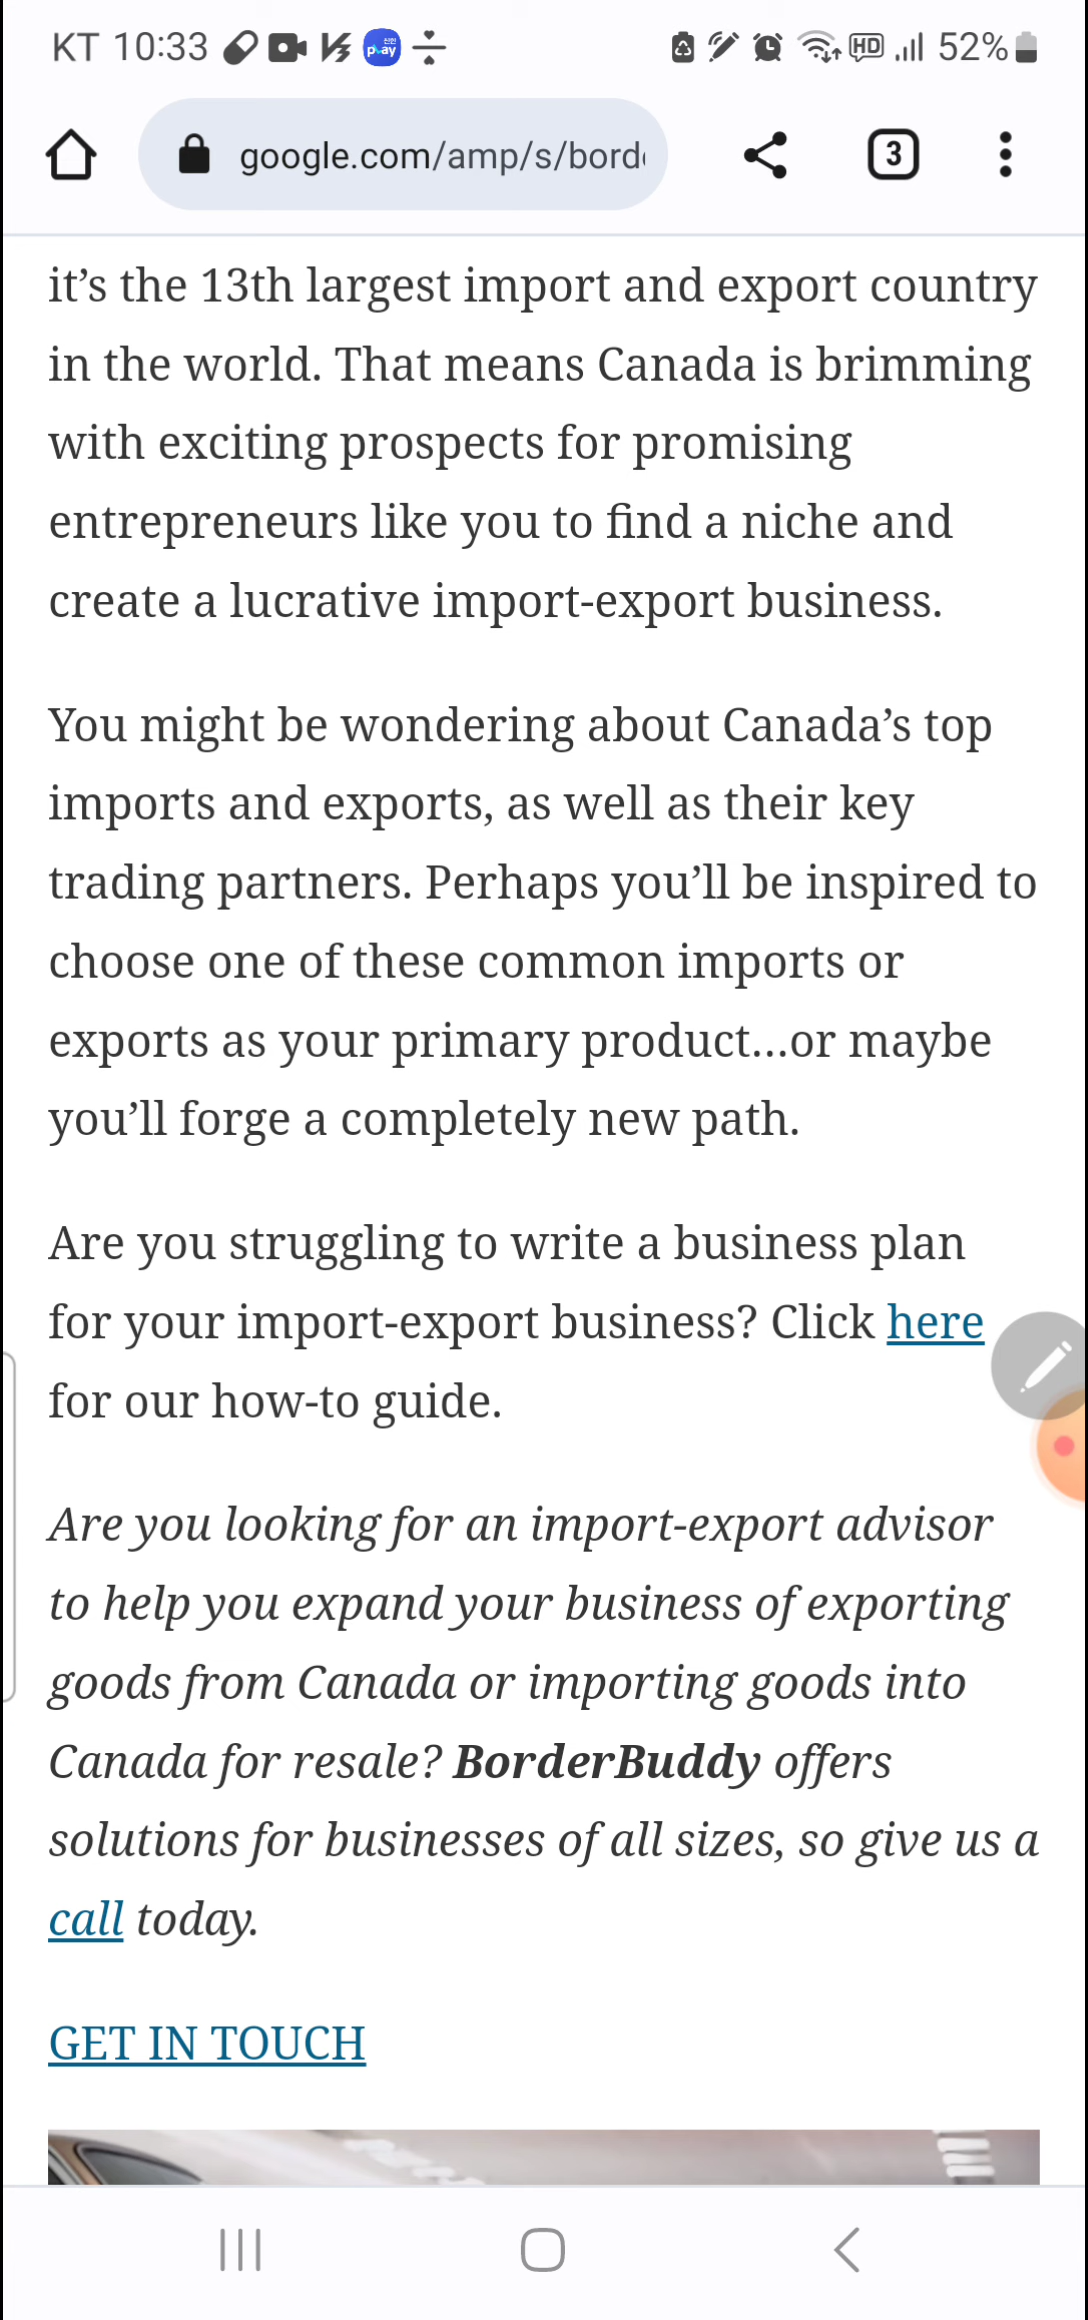 KT 10:33
52%
google.com/amp/s/bord
3
it’s the 13th largest import and export country
in the world. That means Canada is brimming
with exciting prospects for promising
entrepreneurs like you to find a niche and
create a lucrative import-export business.
You might be wondering about Canada’s top
imports and exports, as well as their key
trading partners. Perhaps you’ll be inspired to
choose one of these common imports or
exports as your primary product...or maybe
you’ll forge a completely new path.
Are you struggling to write a business plan
for your import-export business? Click here
for our how-to guide.
Are you looking for an import-export advisor
to help you expand your business of exporting
goods from Canada or importing goods into
Canada for resale? BorderBuddy offers
solutions for businesses of all sizes, so give us a
call today.
GET IN TOUCH